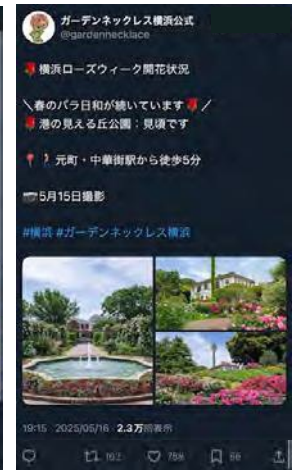 ガーデンネックレス横浜公式
@gardennecklace
🌹横浜ローズウィーク開花状況
＼春のバラ日和が続いています🌹／
🌹港の見える丘公園：見頃です
📍🚶元町・中華街駅から徒歩5分
📷5月15日撮影
#横浜 #ガーデンネックレス横浜
19:15 2025/05/16 2.3万件表示
768
66